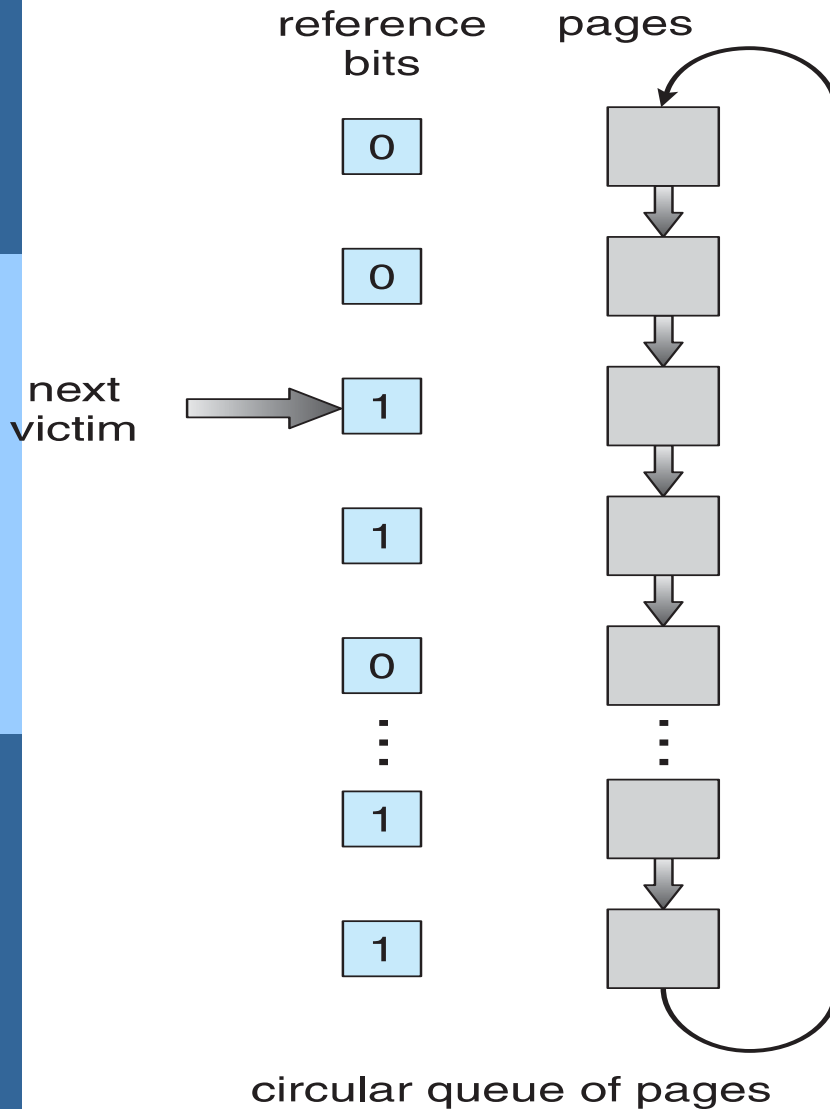 reference
bits
pages
0
0
next
victim
1
1
0
1
1
circular queue of pages